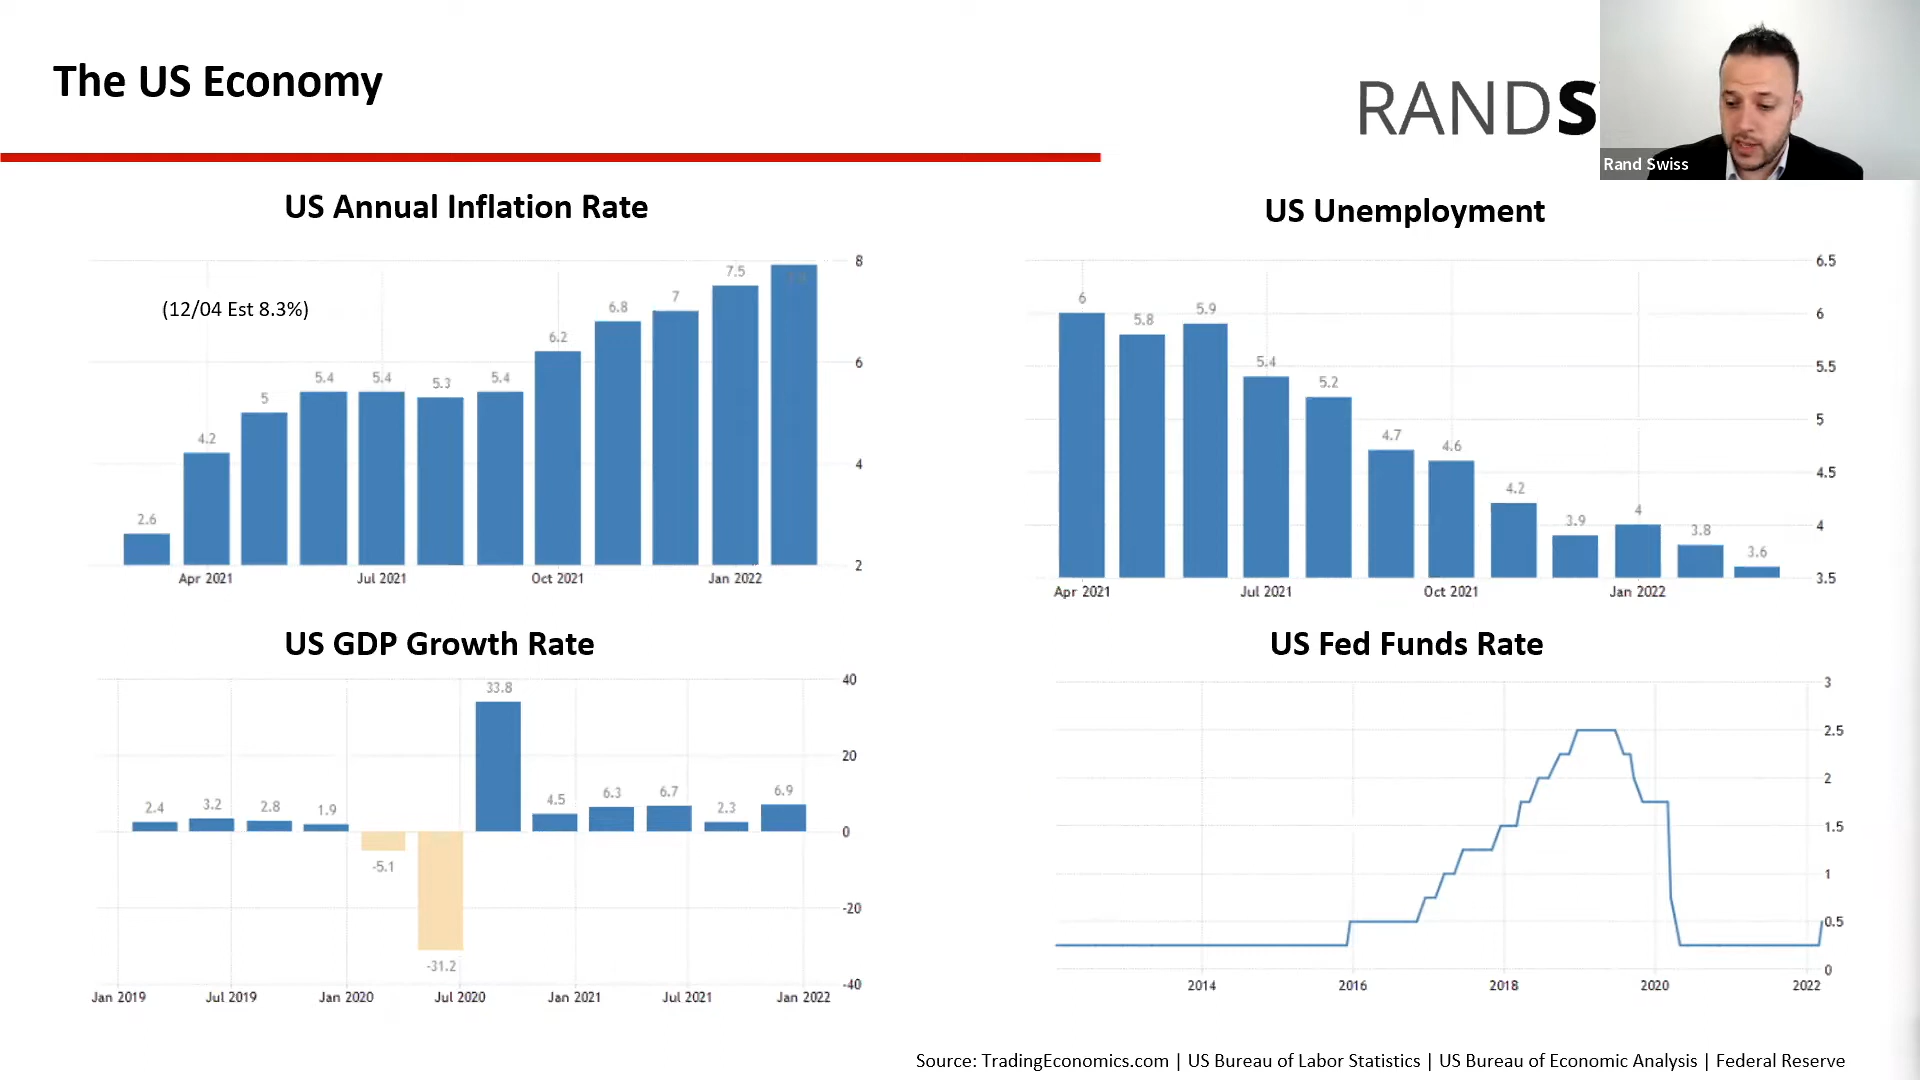 The US Economy
RANDS
Rand Swiss
US Annual Inflation Rate
(12/04 Est 8.3%)
2.6
4.2
5
5.4
5.4
5.3
5.4
6.2
6.8
7
7.5
8
6
4
2
Apr 2021
Jul 2021
Oct 2021
Jan 2022
US Unemployment
6
5.8
5.9
5.4
5.2
4.7
4.6
4.2
3.9
4
3.8
3.6
6.5
6
5.5
5
4.5
4
3.5
Apr 2021
Jul 2021
Oct 2021
Jan 2022
US GDP Growth Rate
2.4
3.2
2.8
1.9
-5.1
-31.2
33.8
4.5
6.3
6.7
2.3
6.9
40
20
0
-20
-40
Jan 2019
Jul 2019
Jan 2020
Jul 2020
Jan 2021
Jul 2021
Jan 2022
US Fed Funds Rate
3
2.5
2
1.5
1
0.5
0
2014
2016
2018
2020
2022
Source: TradingEconomics.com | US Bureau of Labor Statistics | US Bureau of Economic Analysis | Federal Reserve